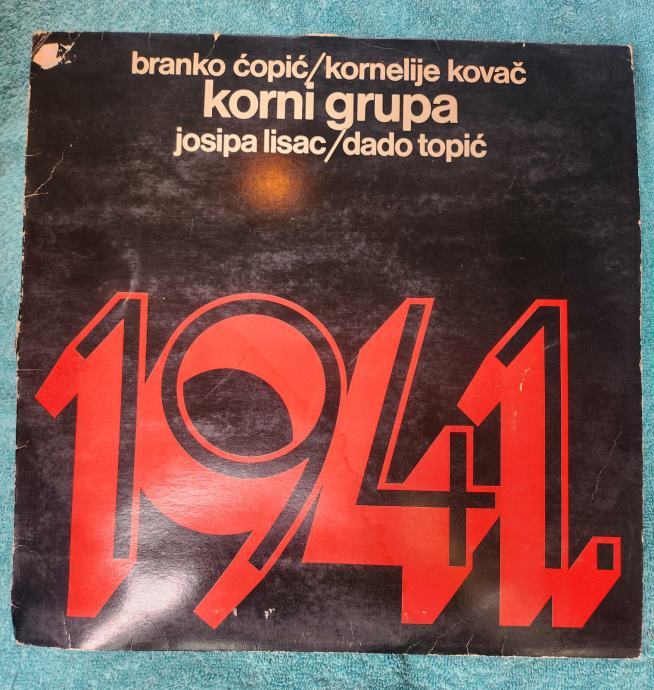 branko ćopić/kornelije kovač
korni grupa
josipa lisac/dado topić
1941.